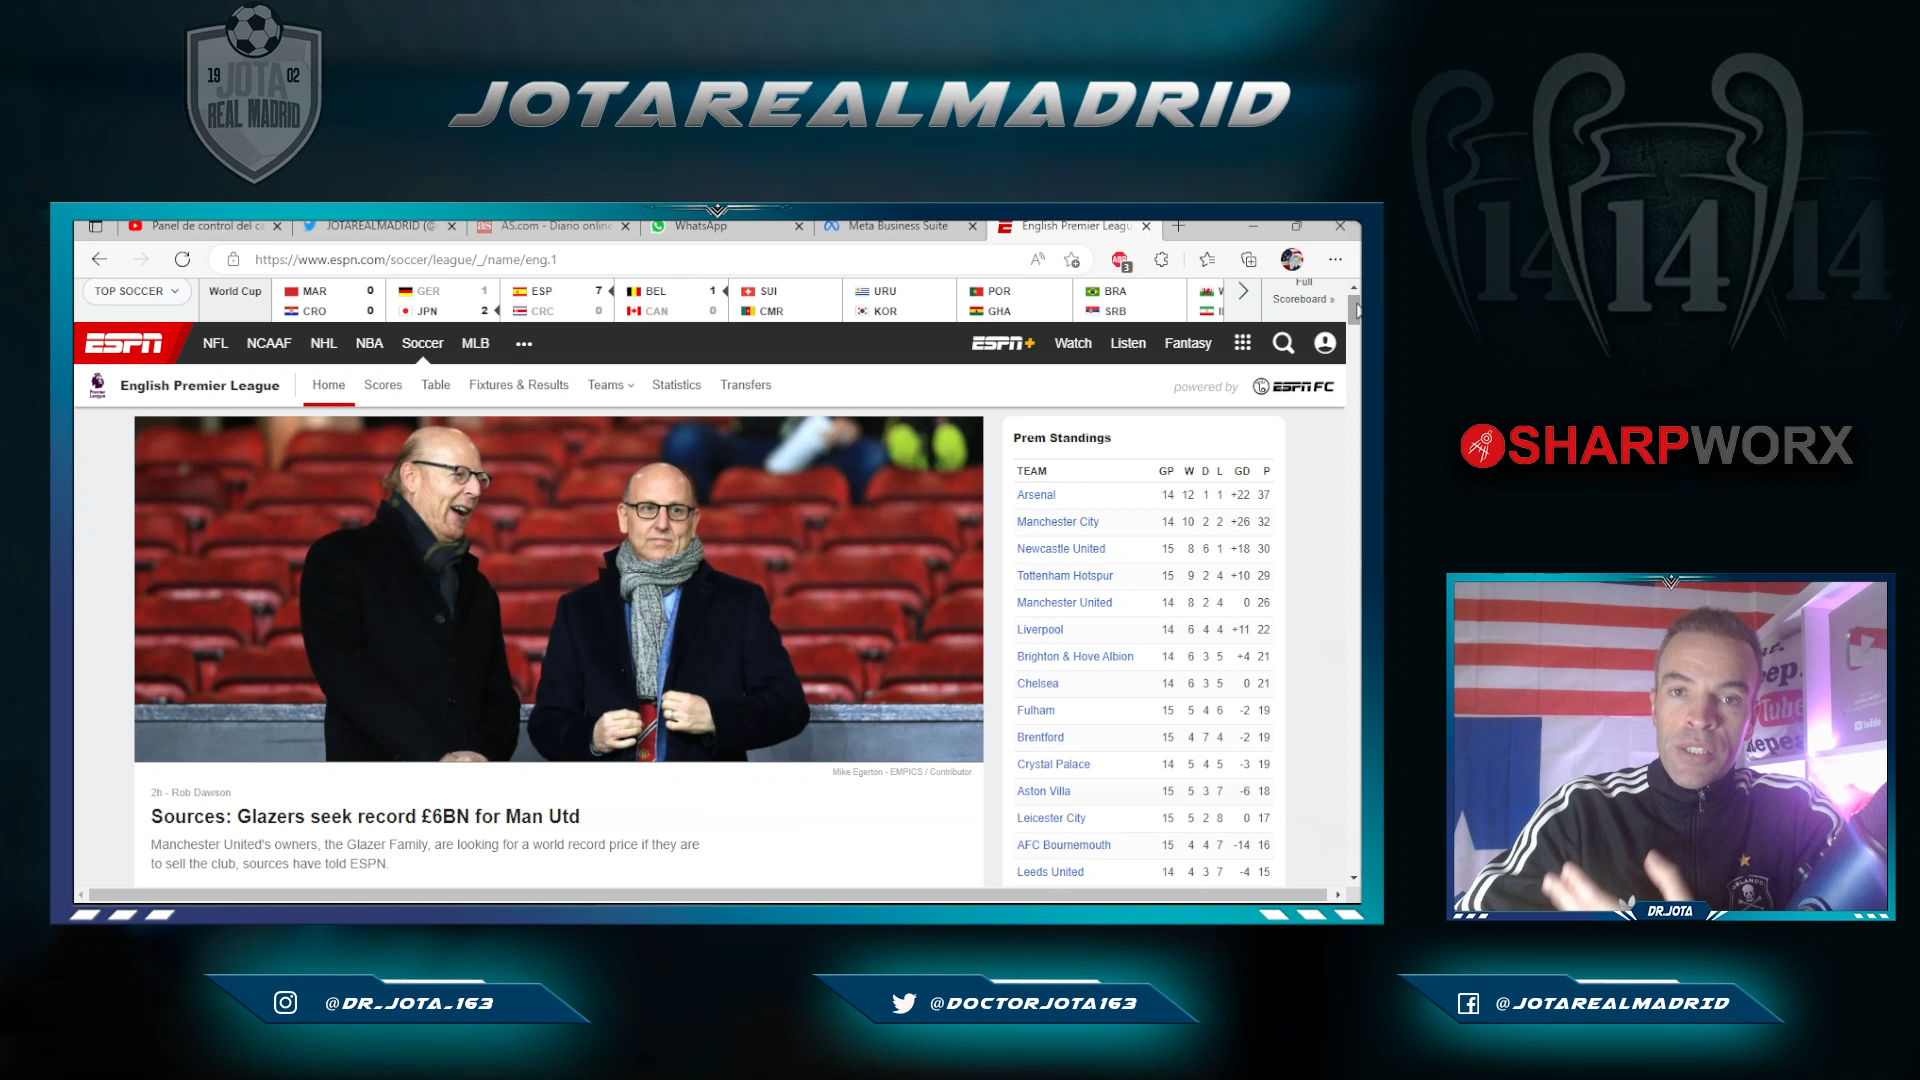 19 JOTA 02
REAL MADRID
JOTAREALMADRID
14 14 14
Panel de control del ca
JOTAREALMADRID (@
AS.com - Diario online
WhatsApp
Meta Business Suite
English Premier Leagu
https://www.espn.com/soccer/league/_/name/eng.1
ABP
3
TOP SOCCER
World Cup
MAR 0
CRO 0
GER 1
JPN 2
ESP 7
CRC 0
BEL 1
CAN 0
SUI
CMR
URU
KOR
POR
GHA
BRA
SRB
Full
Scoreboard »
ESPN
NFL NCAAF NHL NBA Soccer MLB
ESPN+ Watch Listen Fantasy
English Premier League Home Scores Table Fixtures & Results Teams Statistics Transfers
powered by ESPN FC
Mike Egerton - EMPICS / Contributor
2h - Rob Dawson
Sources: Glazers seek record £6BN for Man Utd
Manchester United's owners, the Glazer Family, are looking for a world record price if they are
to sell the club, sources have told ESPN.
Prem Standings
TEAM GP W D L GD P
Arsenal 14 12 1 1 +22 37
Manchester City 14 10 2 2 +26 32
Newcastle United 15 8 6 1 +18 30
Tottenham Hotspur 15 9 2 4 +10 29
Manchester United 14 8 2 4 0 26
Liverpool 14 6 4 4 +11 22
Brighton & Hove Albion 14 6 3 5 +4 21
Chelsea 14 6 3 5 0 21
Fulham 15 5 4 6 -2 19
Brentford 15 4 7 4 -2 19
Crystal Palace 14 5 4 5 -3 19
Aston Villa 15 5 3 7 -6 18
Leicester City 15 5 2 8 0 17
AFC Bournemouth 15 4 4 7 -14 16
Leeds United 14 4 3 7 -4 15
SHARPWORX
ORLANDO
DR.JOTA
@DR_JOTA_163
@DOCTORJOTA163
@JOTAREALMADRID